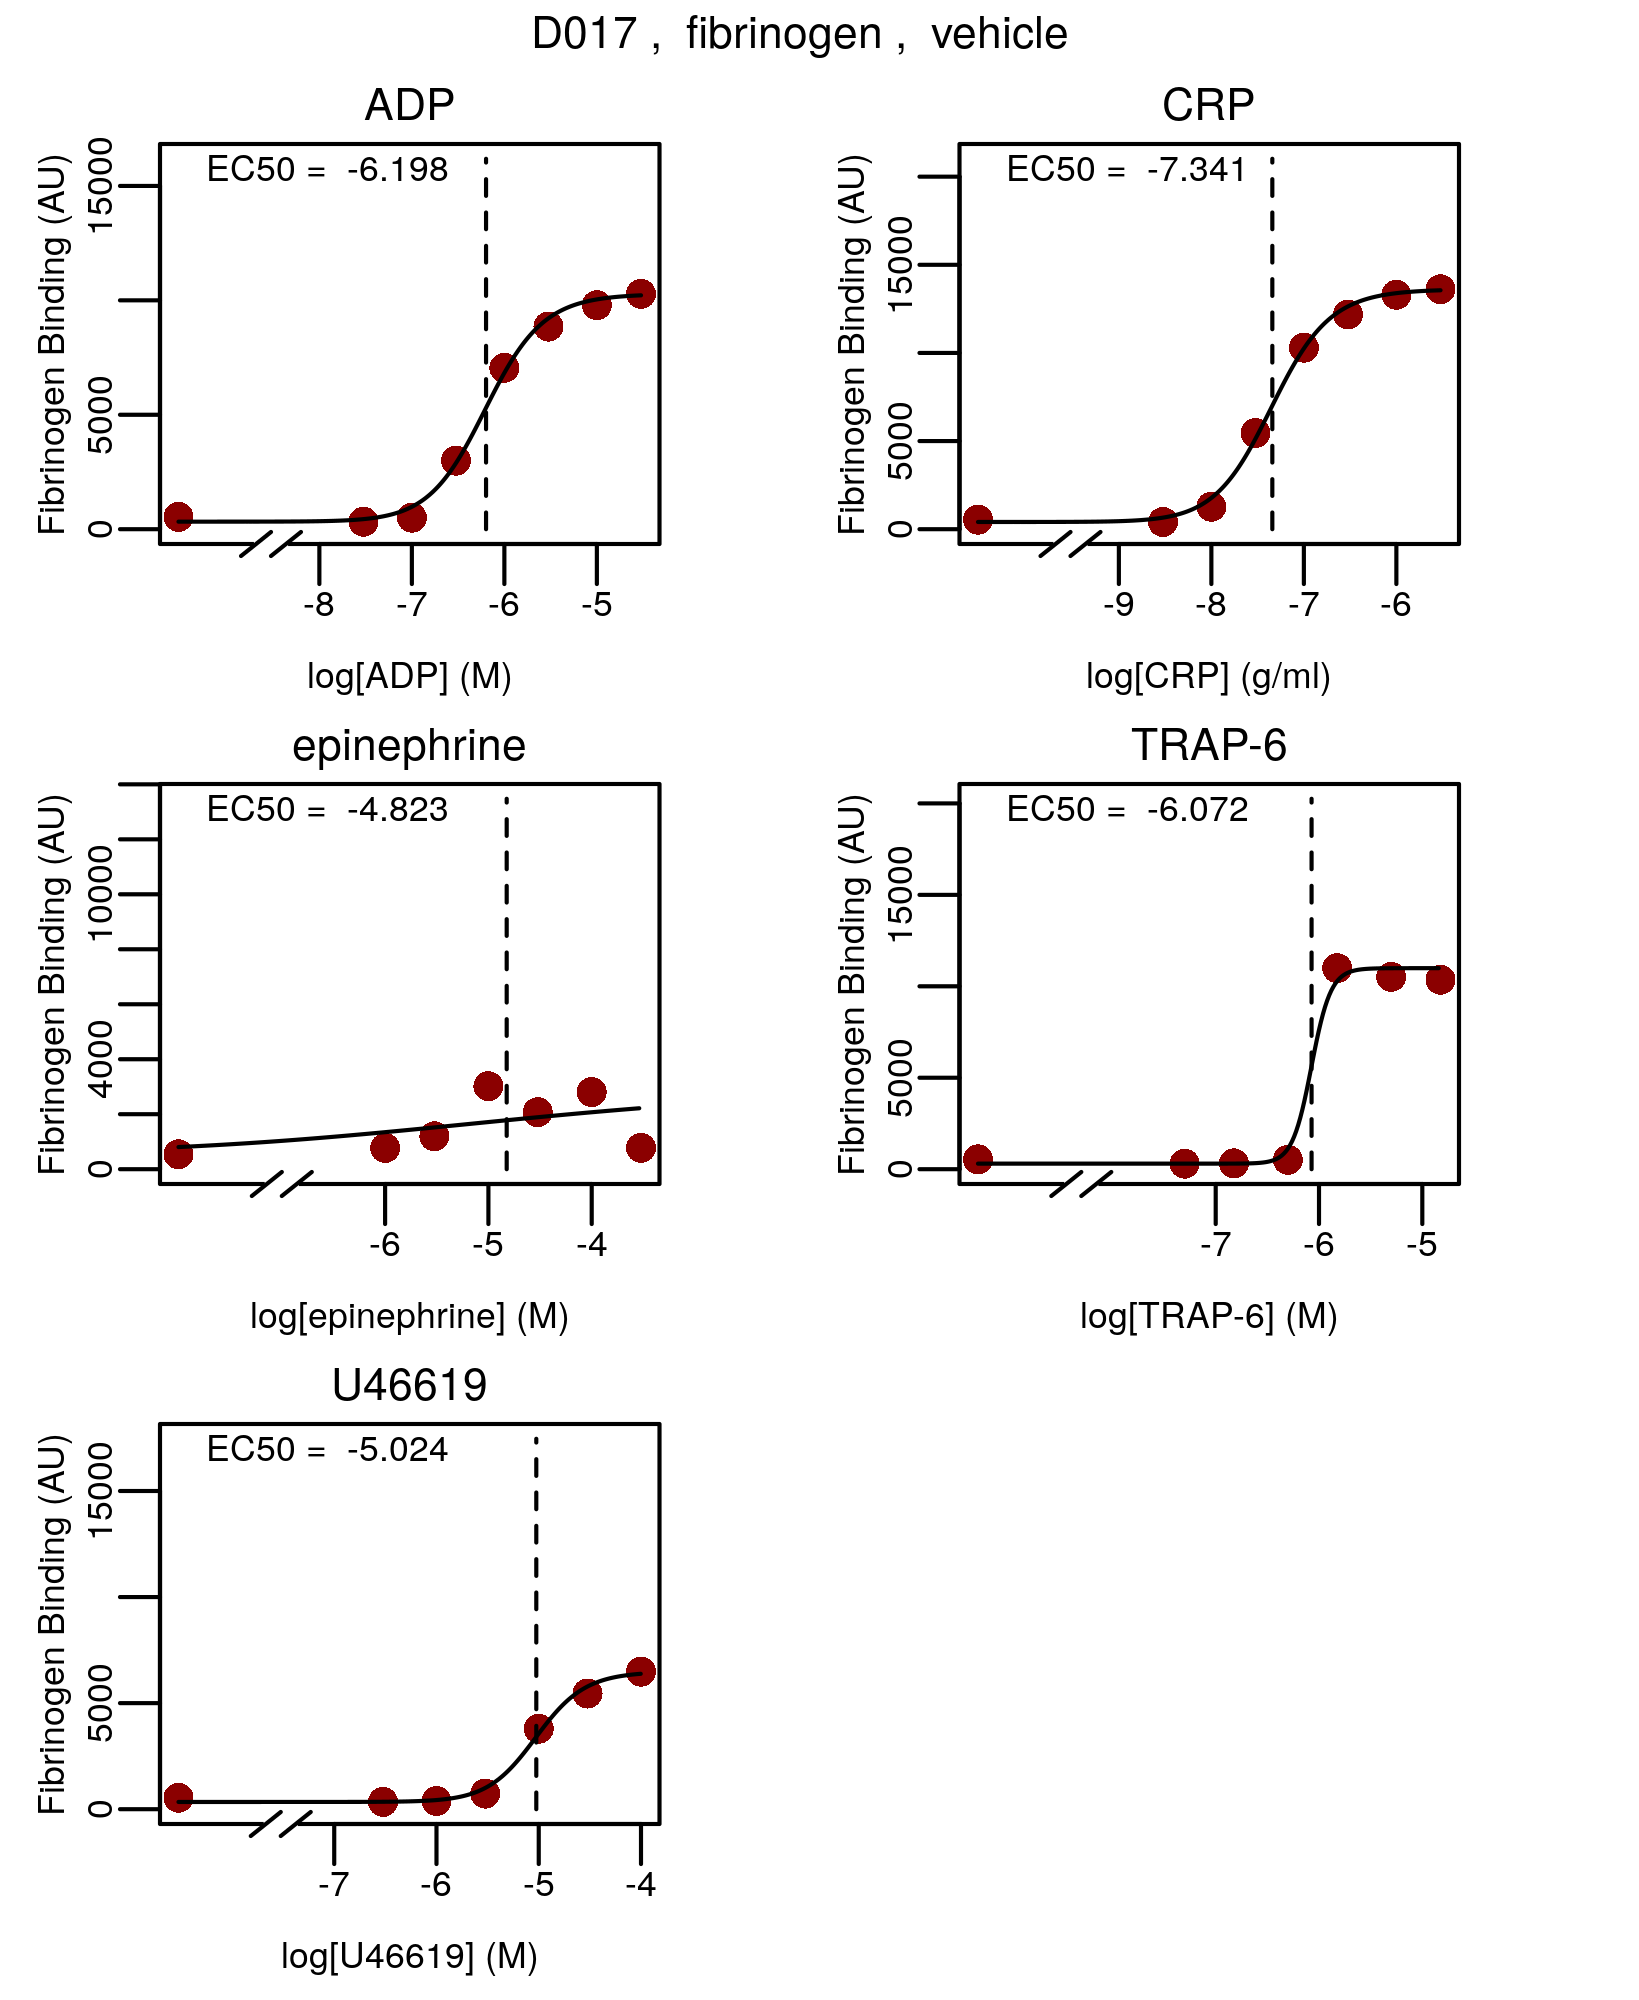 D017 , fibrinogen , vehicle
ADP
EC50 = -6.198
Fibrinogen Binding (AU)
0 5000 15000
-8 -7 -6 -5
log[ADP] (M)
CRP
EC50 = -7.341
Fibrinogen Binding (AU)
0 5000 15000
-9 -8 -7 -6
log[CRP] (g/ml)
epinephrine
EC50 = -4.823
Fibrinogen Binding (AU)
0 4000 10000
-6 -5 -4
log[epinephrine] (M)
TRAP-6
EC50 = -6.072
Fibrinogen Binding (AU)
0 5000 15000
-7 -6 -5
log[TRAP-6] (M)
U46619
EC50 = -5.024
Fibrinogen Binding (AU)
0 5000 15000
-7 -6 -5 -4
log[U46619] (M)